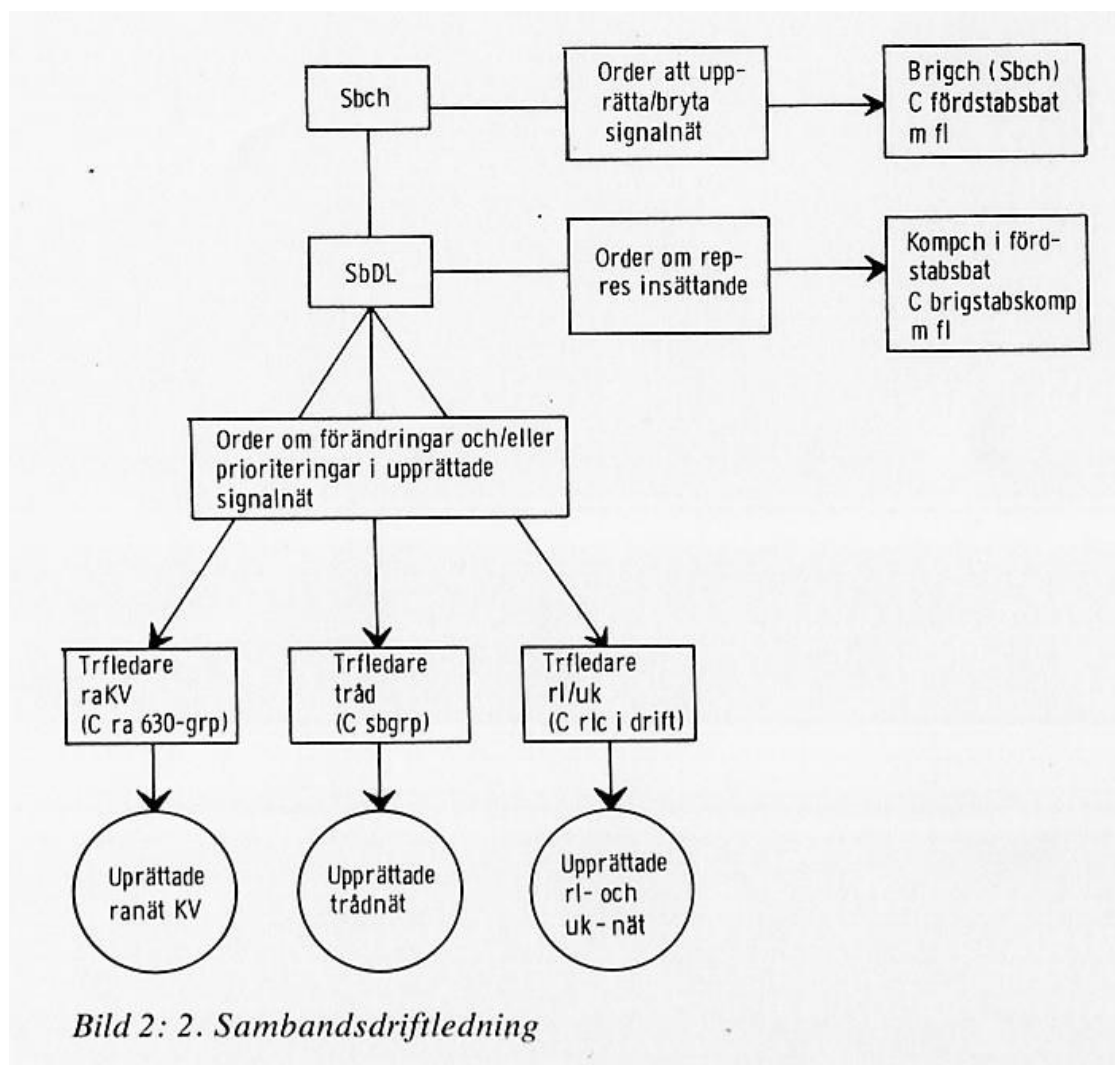 Sbch
Order att upp-
rätta/bryta
signalnät
Brigch (Sbch)
C fördstabsbat
m fl
SbDL
Order om rep-
res insättande
Kompch i förd-
stabsbat
C brigstabskomp
m fl
Order om förändringar och/eller
prioriteringar i upprättade
signalnät
Trfledare
raKV
(C ra 630-grp)
Trfledare
tråd
(C sbgrp)
Trfledare
rl/uk
(C rlc i drift)
Uprättade
ranät KV
Upprättade
trådnät
Upprättade
rl- och
uk-nät
Bild 2: 2. Sambandsdriftledning